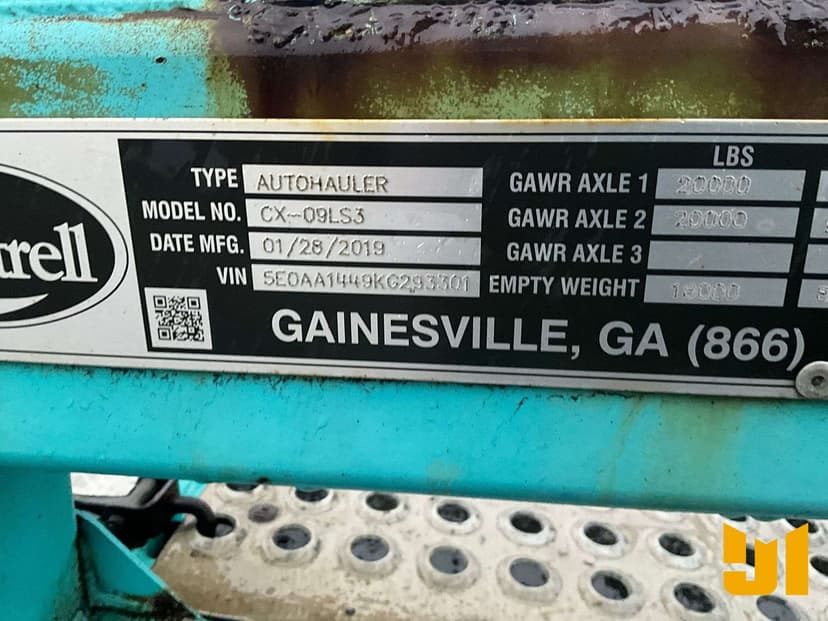 rell
LBS
TYPE AUTOHAULER GAWR AXLE 1 20000
MODEL NO. CX-09LS3 GAWR AXLE 2 20000
DATE MFG. 01/28/2019 GAWR AXLE 3
VIN 5E0AA1449KG293301 EMPTY WEIGHT
GAINESVILLE, GA (866)